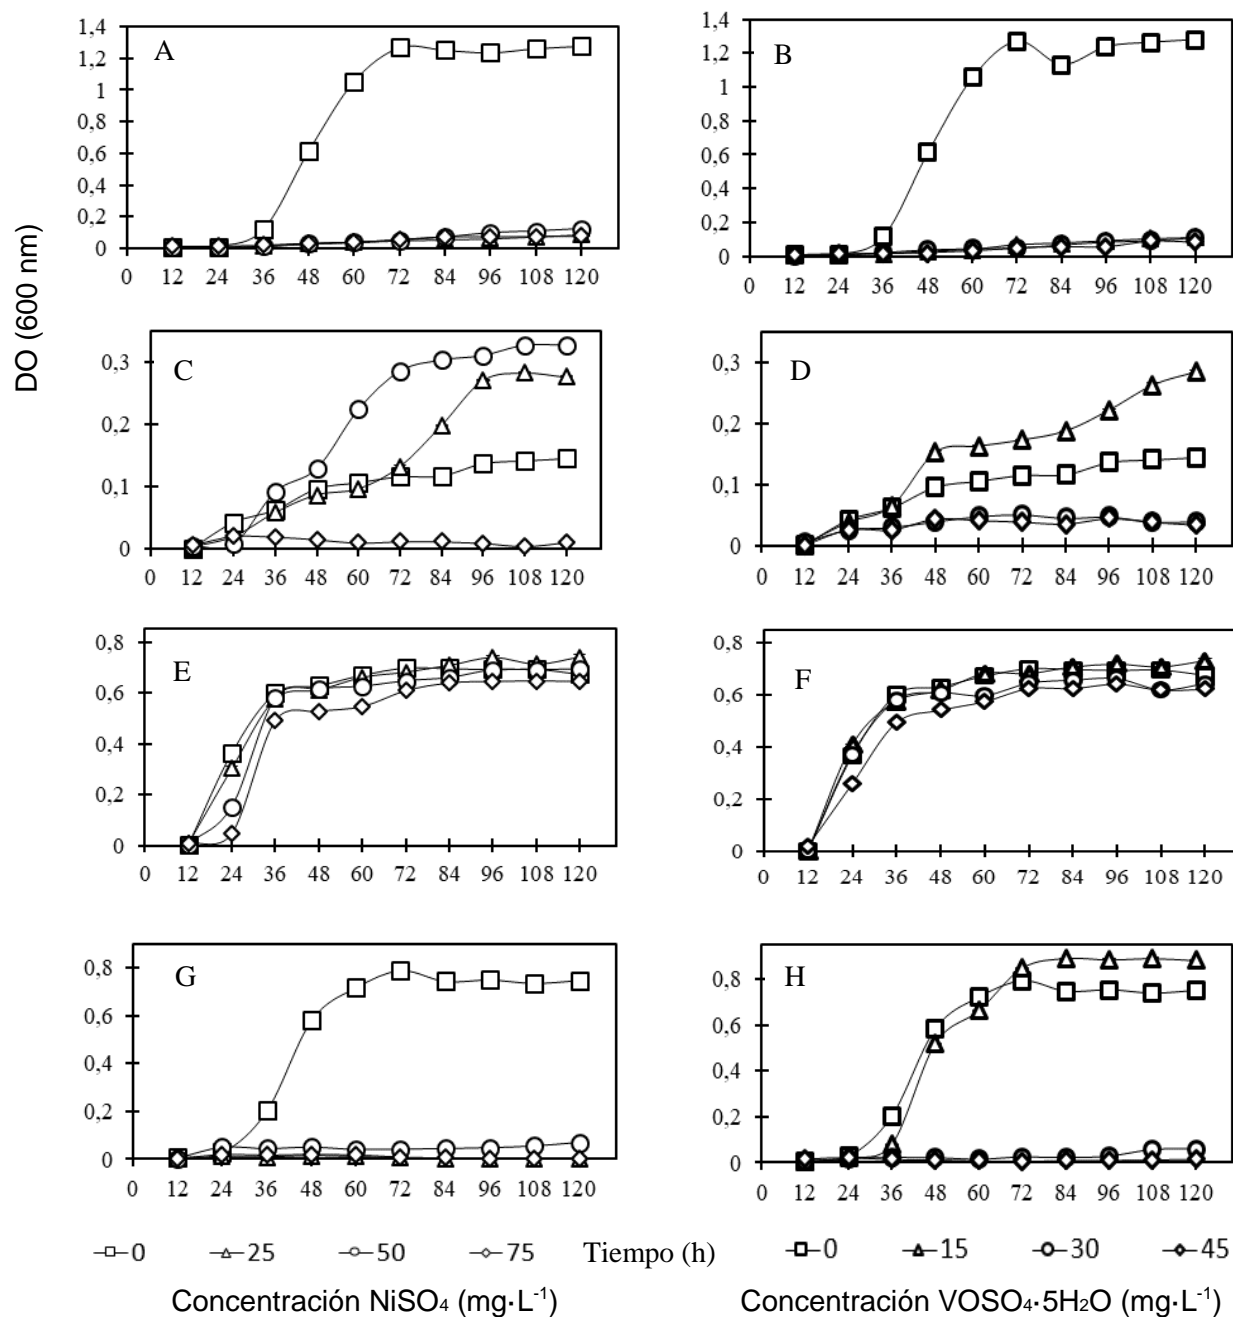 DO (600 nm)
A
1,4
1,2
1
0,8
0,6
0,4
0,2
0
0 12 24 36 48 60 72 84 96 108 120
B
1,4
1,2
1
0,8
0,6
0,4
0,2
0
0 12 24 36 48 60 72 84 96 108 120
C
0,3
0,2
0,1
0
0 12 24 36 48 60 72 84 96 108 120
D
0,3
0,2
0,1
0
0 12 24 36 48 60 72 84 96 108 120
E
0,8
0,6
0,4
0,2
0
0 12 24 36 48 60 72 84 96 108 120
F
0,8
0,6
0,4
0,2
0
0 12 24 36 48 60 72 84 96 108 120
G
0,8
0,6
0,4
0,2
0
0 12 24 36 48 60 72 84 96 108 120
H
0,8
0,6
0,4
0,2
0
0 12 24 36 48 60 72 84 96 108 120
0 25 50 75 Tiempo (h) 0 15 30 45
Concentración NiSO₄ (mg·L⁻¹)
Concentración VOSO₄·5H₂O (mg·L⁻¹)